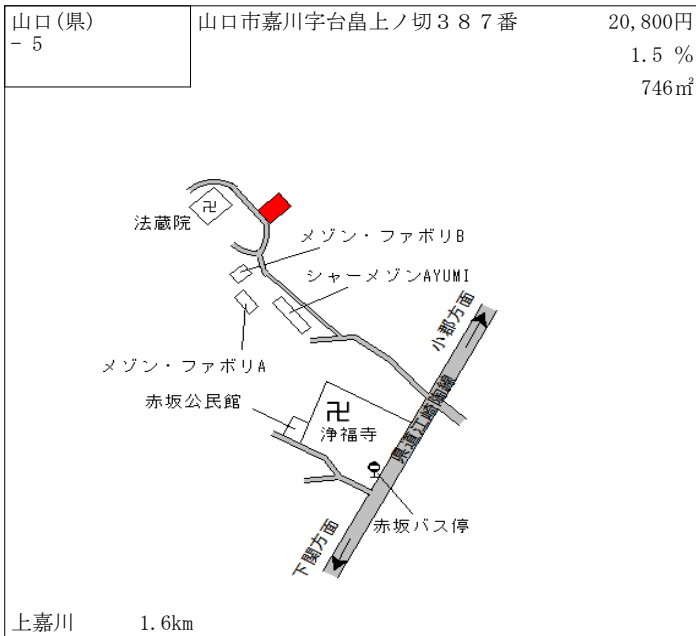 山口(県)
- 5
山口市嘉川字台畠上ノ切３８７番
20,800円
1.5 %
746㎡
卍
法蔵院
メゾン・ファボリB
シャーメゾンAYUMI
小郡方面
メゾン・ファボリA
赤坂公民館
卍
浄福寺
県道江崎陶線
赤坂バス停
下関方面
上嘉川 1.6km